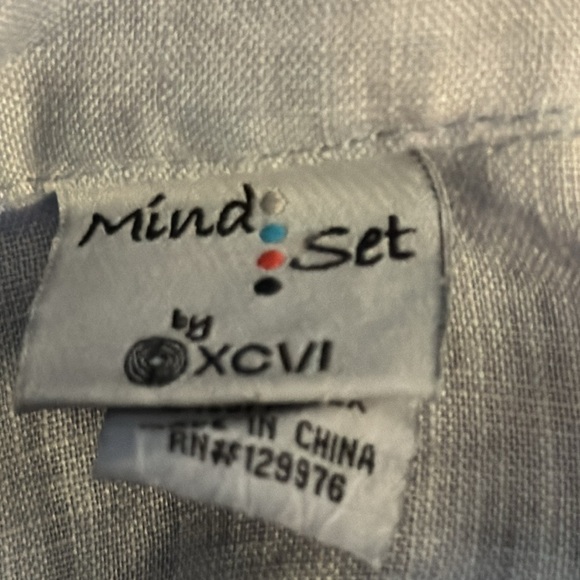 Mind Set
by
XCVI
IN CHINA
RN#129976